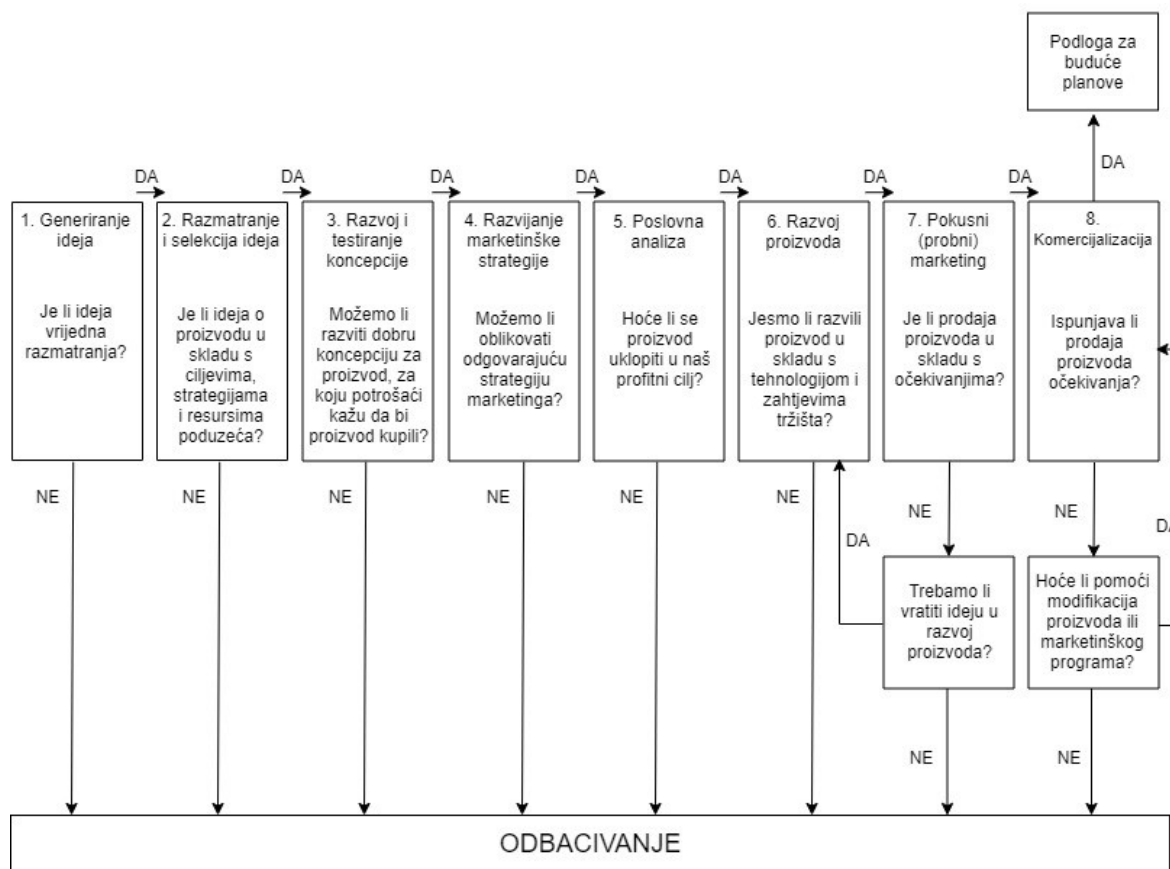 Podloga za
buduće
planove
DA
DA
DA
DA
DA
DA
DA
DA
1. Generiranje
ideja
Je li ideja
vrijedna
razmatranja?
2. Razmatranje
i selekcija ideja
Je li ideja o
proizvodu u
skladu s
ciljevima,
strategijama
i resursima
poduzeća?
3. Razvoj i
testiranje
koncepcije
Možemo li
razviti dobru
koncepciju za
proizvod, za
koju potrošaći
kažu da bi
proizvod kupili?
4. Razvijanje
marketinške
strategije
Možemo li
oblikovati
odgovarajuću
strategiju
marketinga?
5. Poslovna
analiza
Hoće li se
proizvod
uklopiti u naš
profitni cilj?
6. Razvoj
proizvoda
Jesmo li razvili
proizvod u
skladu s
tehnologijom i
zahtjevima
tržišta?
7. Pokusni
(probni)
marketing
Je li prodaja
proizvoda u
skladu s
očekivanjima?
8.
Komercijalizacija
Ispunjava li
prodaja
proizvoda
očekivanja?
NE
NE
NE
NE
NE
NE
NE
NE
DA
DA
Trebamo li
vratiti ideju u
razvoj
proizvoda?
Hoće li pomoći
modifikacija
proizvoda ili
marketinškog
programa?
NE
NE
ODBACIVANJE